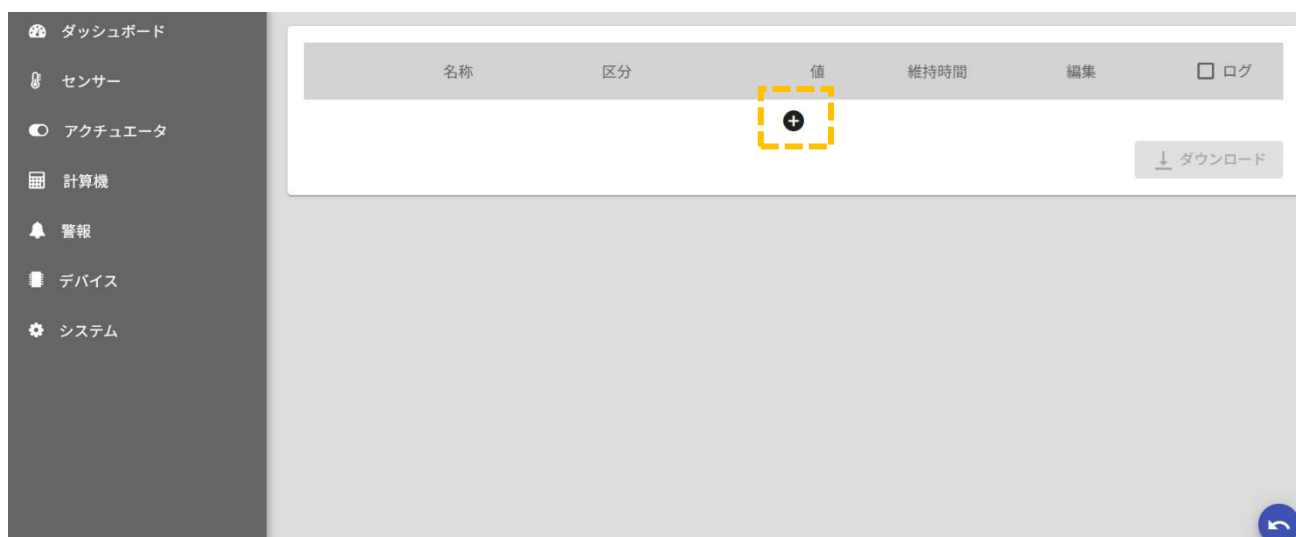 ダッシュボード
センサー
アクチュエータ
計算機
警報
デバイス
システム
名称 区分 値 維持時間 編集 ログ
ダウンロード